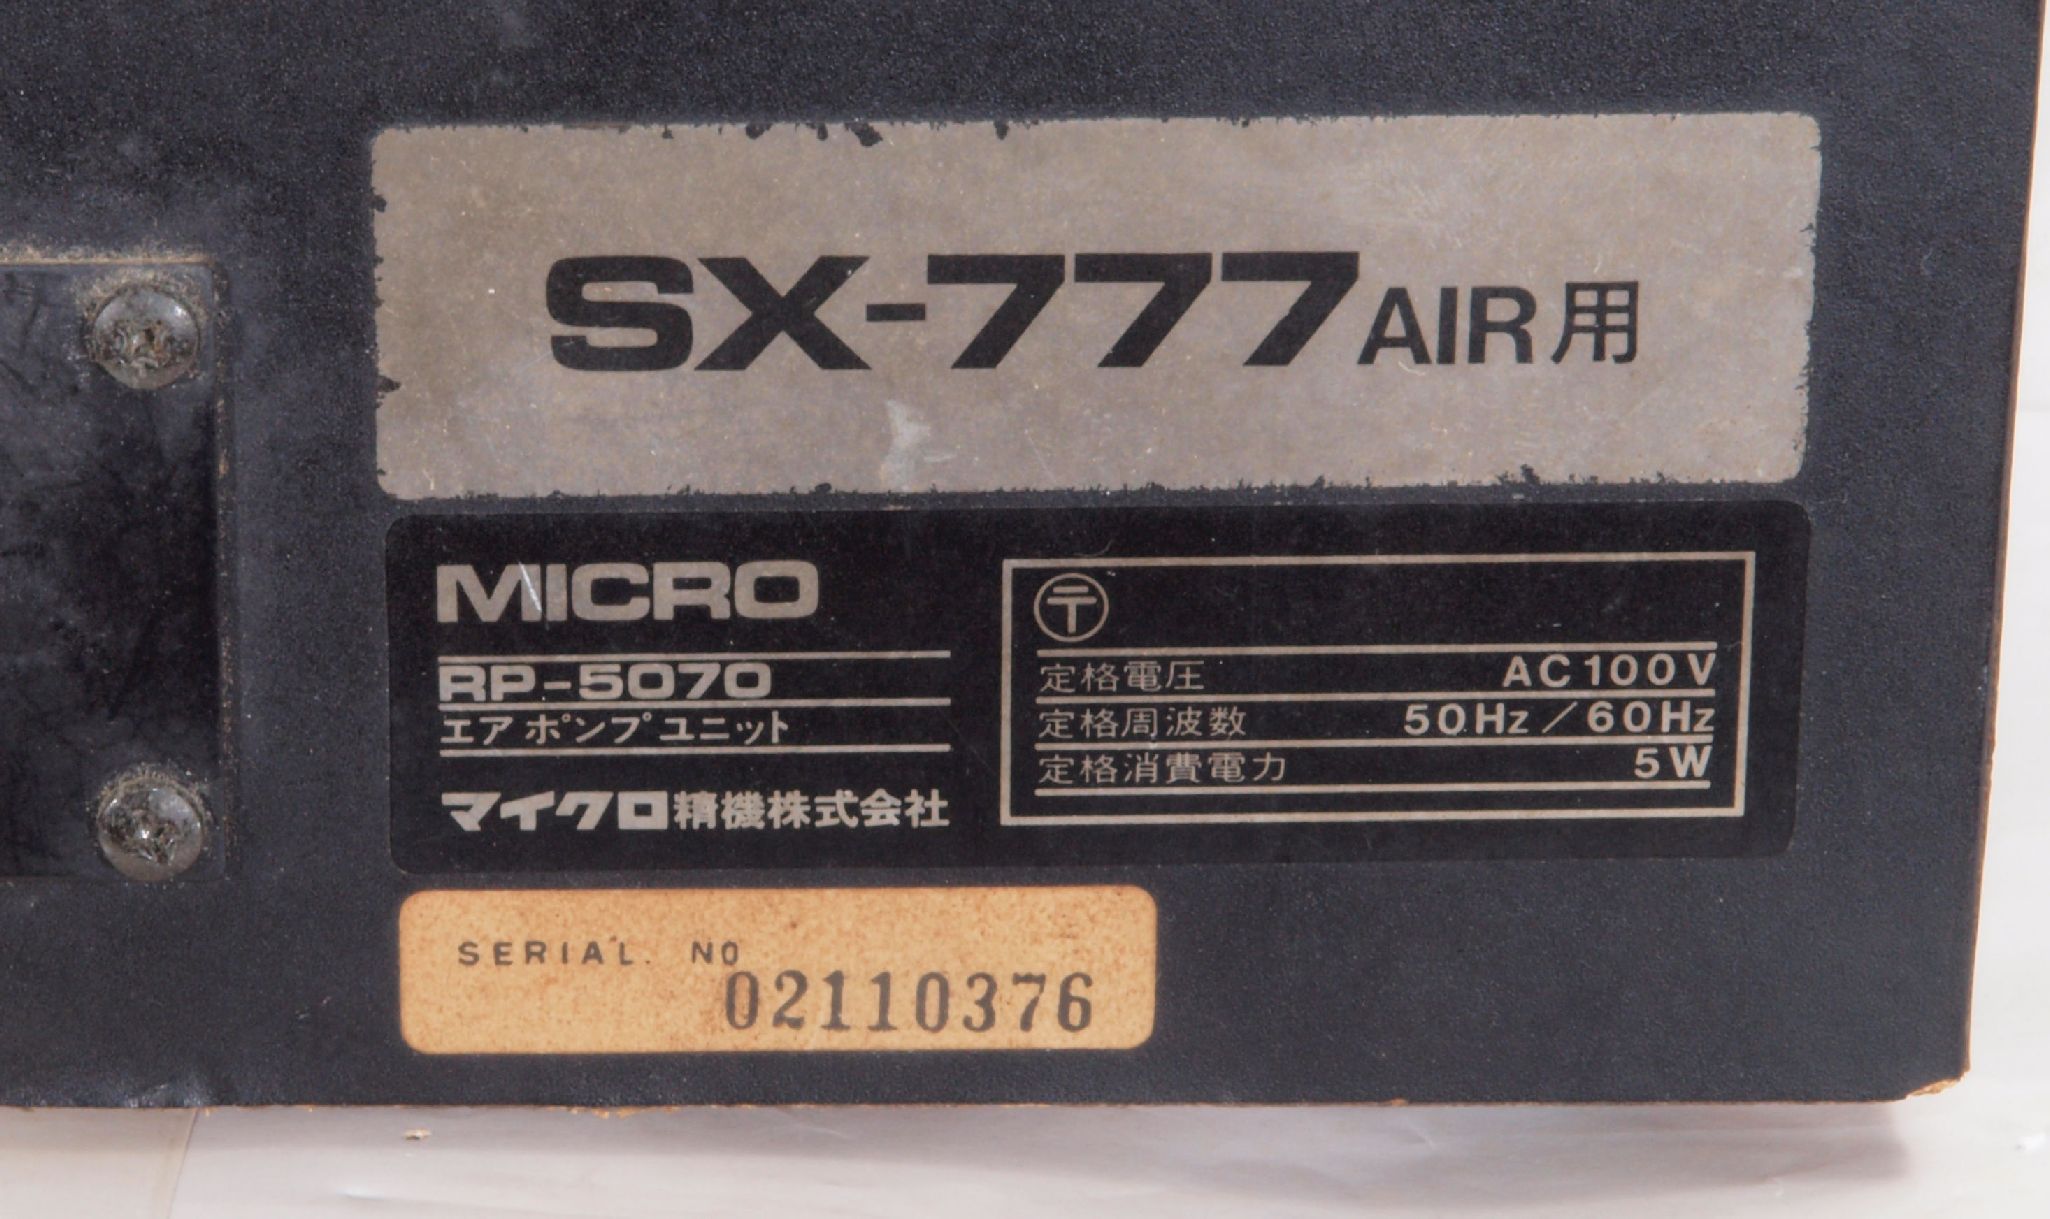 SX-777AIR用
MICRO
RP-5070
エアポンプユニット
マイクロ精機株式会社
〒
定格電圧 AC100V
定格周波数 50Hz/60Hz
定格消費電力 5W
SERIAL. NO
02110376